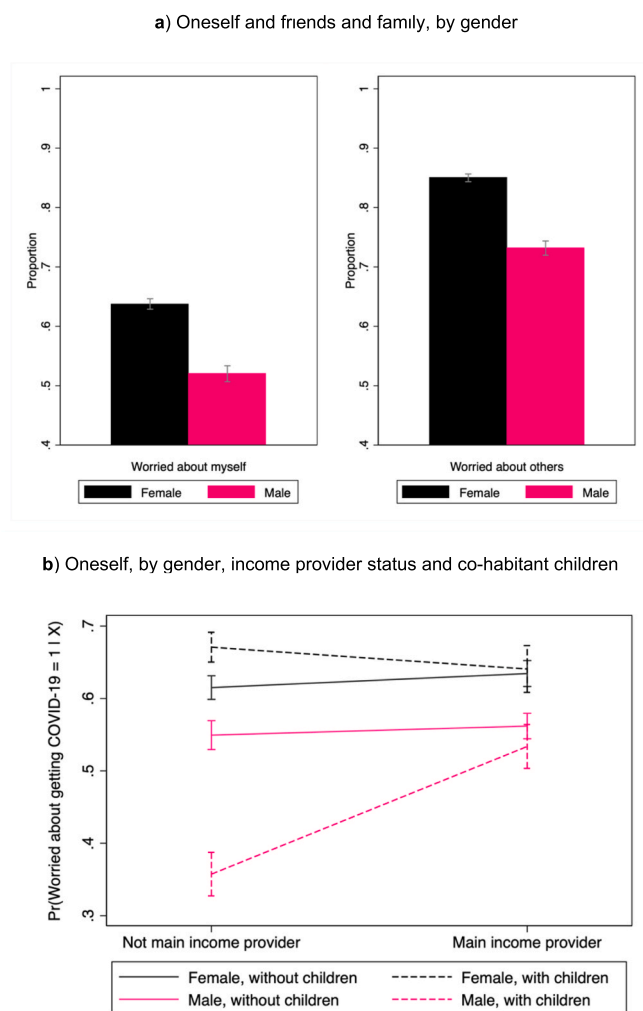 a) Oneself and friends and family, by gender
1
.9
.8
.7
.6
.5
.4
Proportion
Worried about myself
Female Male
1
.9
.8
.7
.6
.5
.4
Proportion
Worried about others
Female Male
b) Oneself, by gender, income provider status and co-habitant children
.7
.6
.5
.4
.3
Pr(Worried about getting COVID-19 = 1 | X)
Not main income provider Main income provider
Female, without children Female, with children
Male, without children Male, with children